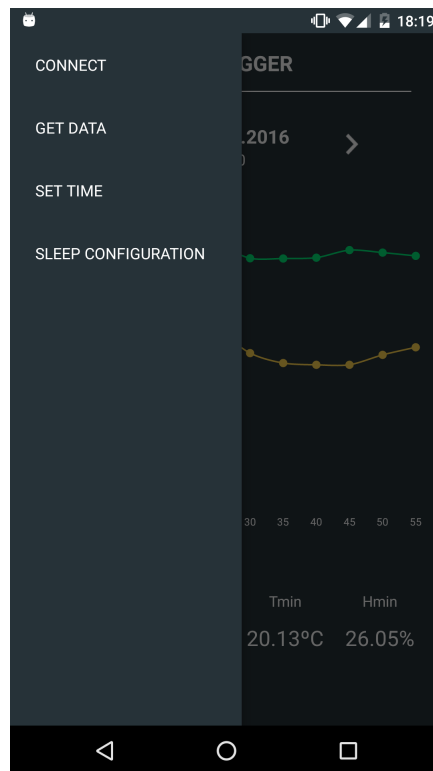 18:19
CONNECT
GGER
GET DATA
.2016
SET TIME
SLEEP CONFIGURATION
30 35 40 45 50 55
Tmin Hmin
20.13ºC 26.05%